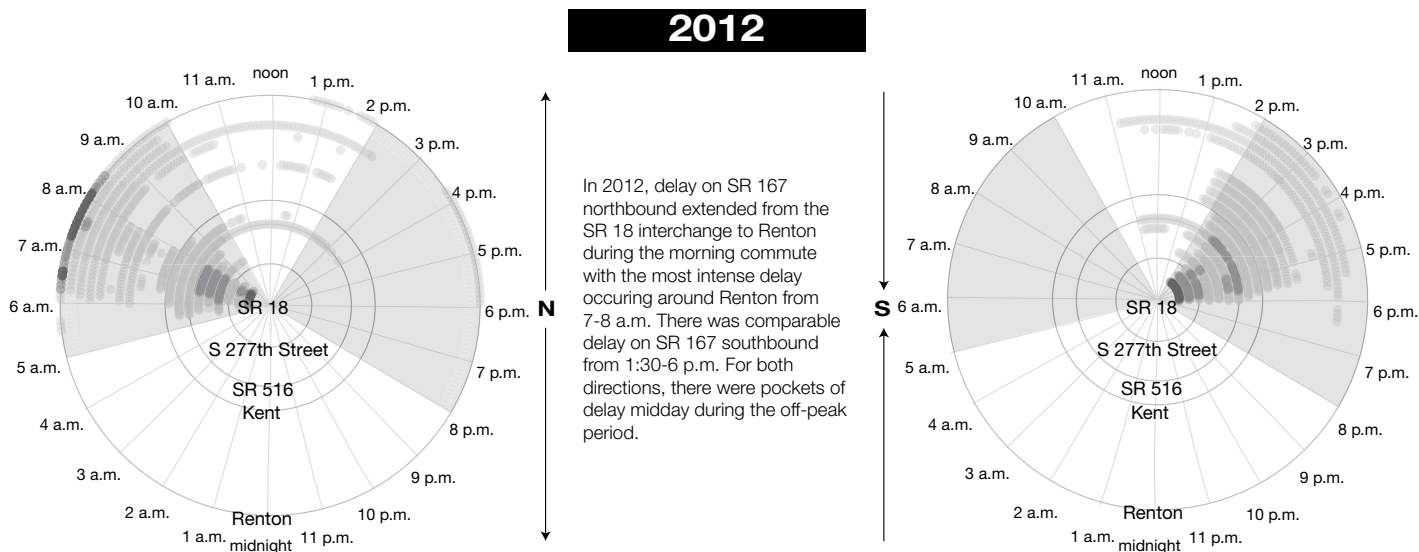 2012
noon
11 a.m.
1 p.m.
10 a.m.
2 p.m.
9 a.m.
3 p.m.
8 a.m.
4 p.m.
7 a.m.
5 p.m.
6 a.m.
SR 18
6 p.m.
S 277th Street
5 a.m.
7 p.m.
SR 516
Kent
4 a.m.
8 p.m.
3 a.m.
9 p.m.
2 a.m.
Renton
10 p.m.
1 a.m.
midnight
11 p.m.
N
In 2012, delay on SR 167
northbound extended from the
SR 18 interchange to Renton
during the morning commute
with the most intense delay
occuring around Renton from
7-8 a.m. There was comparable
delay on SR 167 southbound
from 1:30-6 p.m. For both
directions, there were pockets of
delay midday during the off-peak
period.
S
noon
11 a.m.
1 p.m.
10 a.m.
2 p.m.
9 a.m.
3 p.m.
8 a.m.
4 p.m.
7 a.m.
5 p.m.
6 a.m.
SR 18
6 p.m.
S 277th Street
5 a.m.
7 p.m.
SR 516
Kent
4 a.m.
8 p.m.
3 a.m.
9 p.m.
2 a.m.
Renton
10 p.m.
1 a.m.
midnight
11 p.m.